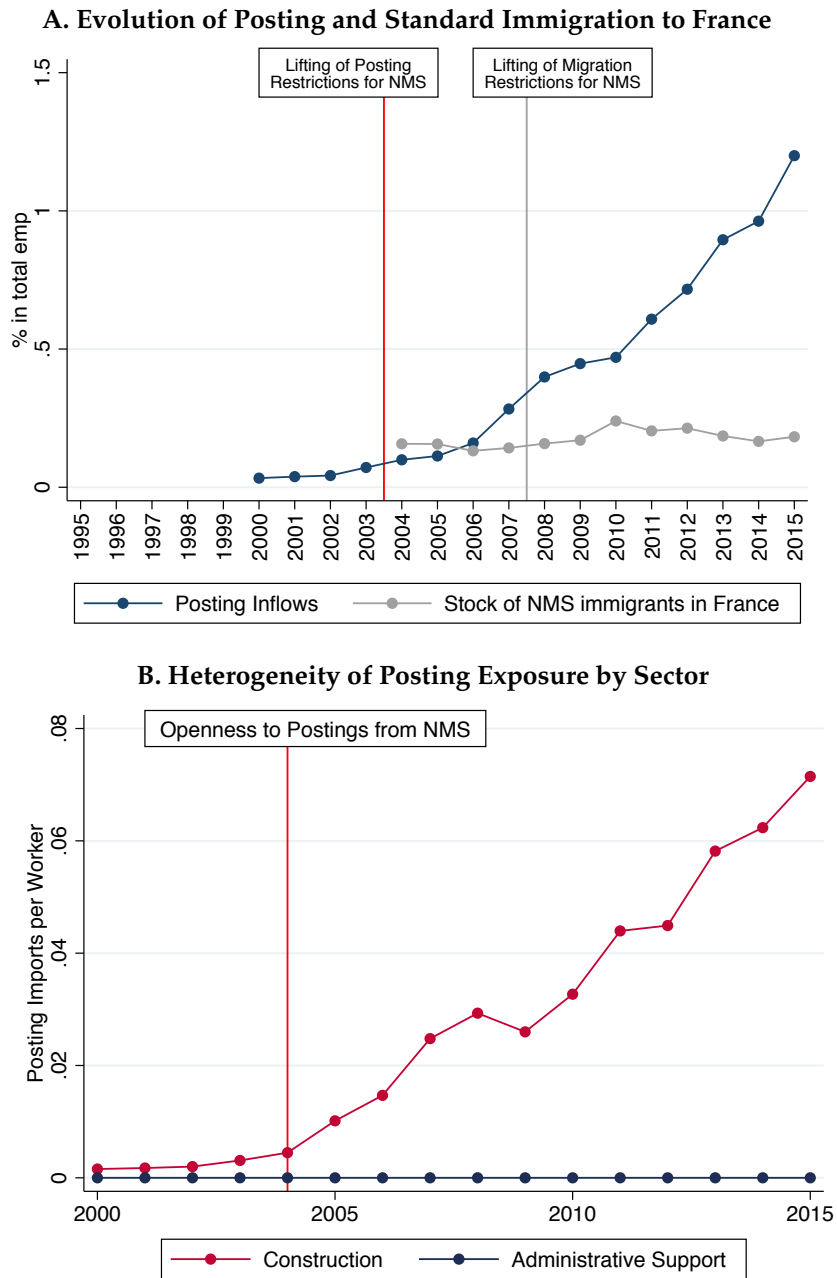 A. Evolution of Posting and Standard Immigration to France
Lifting of Posting
Restrictions for NMS
Lifting of Migration
Restrictions for NMS
1.5
1
.5
0
% in total emp
1995
1996
1997
1998
1999
2000
2001
2002
2003
2004
2005
2006
2007
2008
2009
2010
2011
2012
2013
2014
2015
Posting Inflows
Stock of NMS immigrants in France
B. Heterogeneity of Posting Exposure by Sector
Openness to Postings from NMS
.08
.06
.04
.02
0
Posting Imports per Worker
2000
2005
2010
2015
Construction
Administrative Support